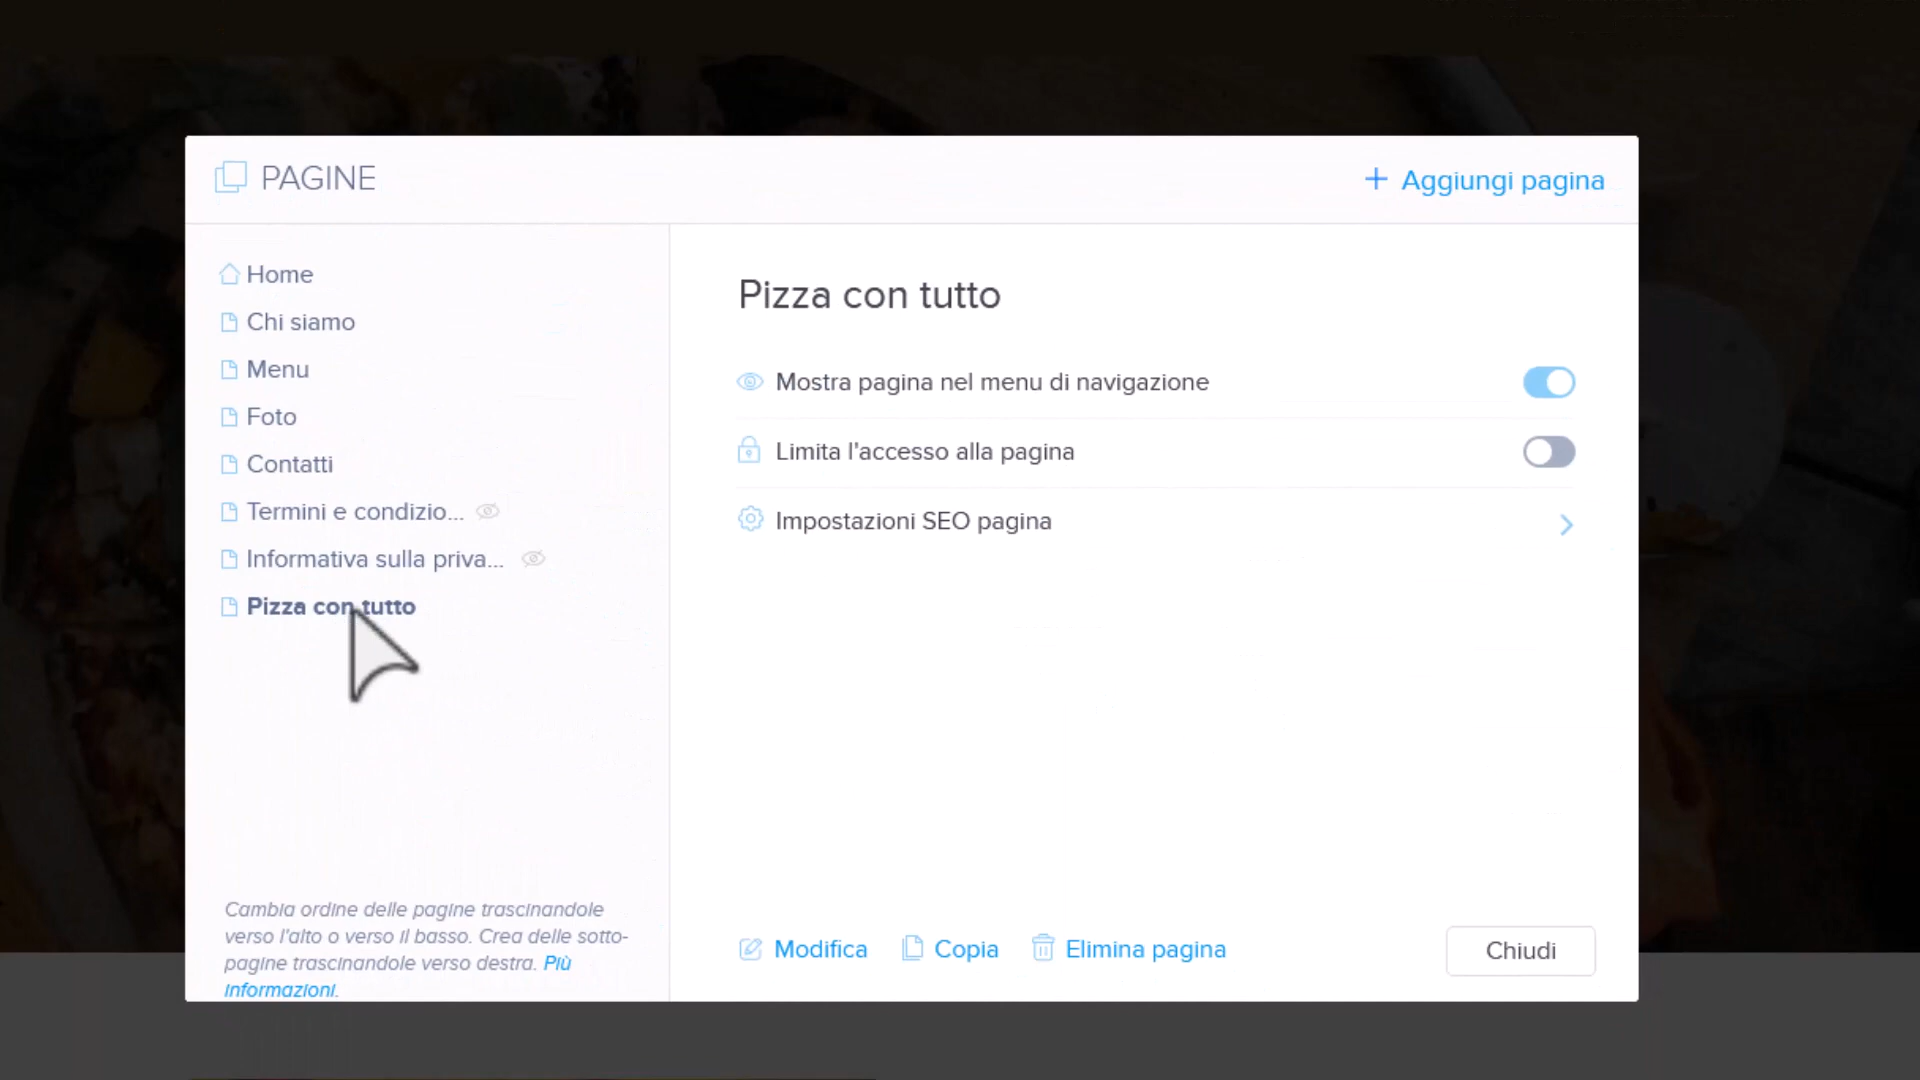 PAGINE
+ Aggiungi pagina
Home
Chi siamo
Menu
Foto
Contatti
Termini e condizio...
Informativa sulla priva...
Pizza con tutto
Cambia ordine delle pagine trascinandole
verso l'alto o verso il basso. Crea delle sotto-
pagine trascinandole verso destra. Più
informazioni.
Pizza con tutto
Mostra pagina nel menu di navigazione
Limita l'accesso alla pagina
Impostazioni SEO pagina
Modifica
Copia
Elimina pagina
Chiudi